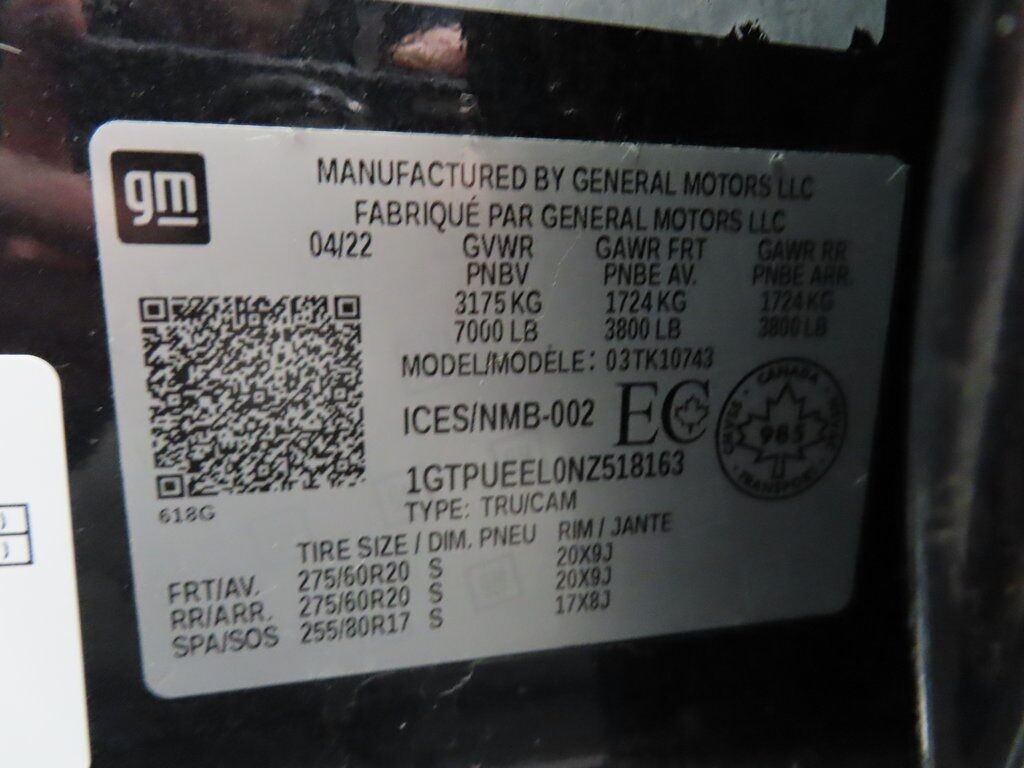 gm
MANUFACTURED BY GENERAL MOTORS LLC
FABRIQUÉ PAR GENERAL MOTORS LLC
04/22 GVWR GAWR FRT GAWR RR
PNBV PNBE AV. PNBE ARR.
3175 KG 1724 KG 1724 KG
7000 LB 3800 LB 3800 LB
MODEL/MODÈLE: 03TK10743
ICES/NMB-002 EC
CANADA
985
TRANSPORT
1GTPUEEL0NZ518163
618G
TYPE: TRU/CAM
TIRE SIZE / DIM. PNEU RIM / JANTE
FRT/AV. 275/60R20 S 20X9J
RR/ARR. 275/60R20 S 20X9J
SPA/SOS 255/80R17 S 17X8J